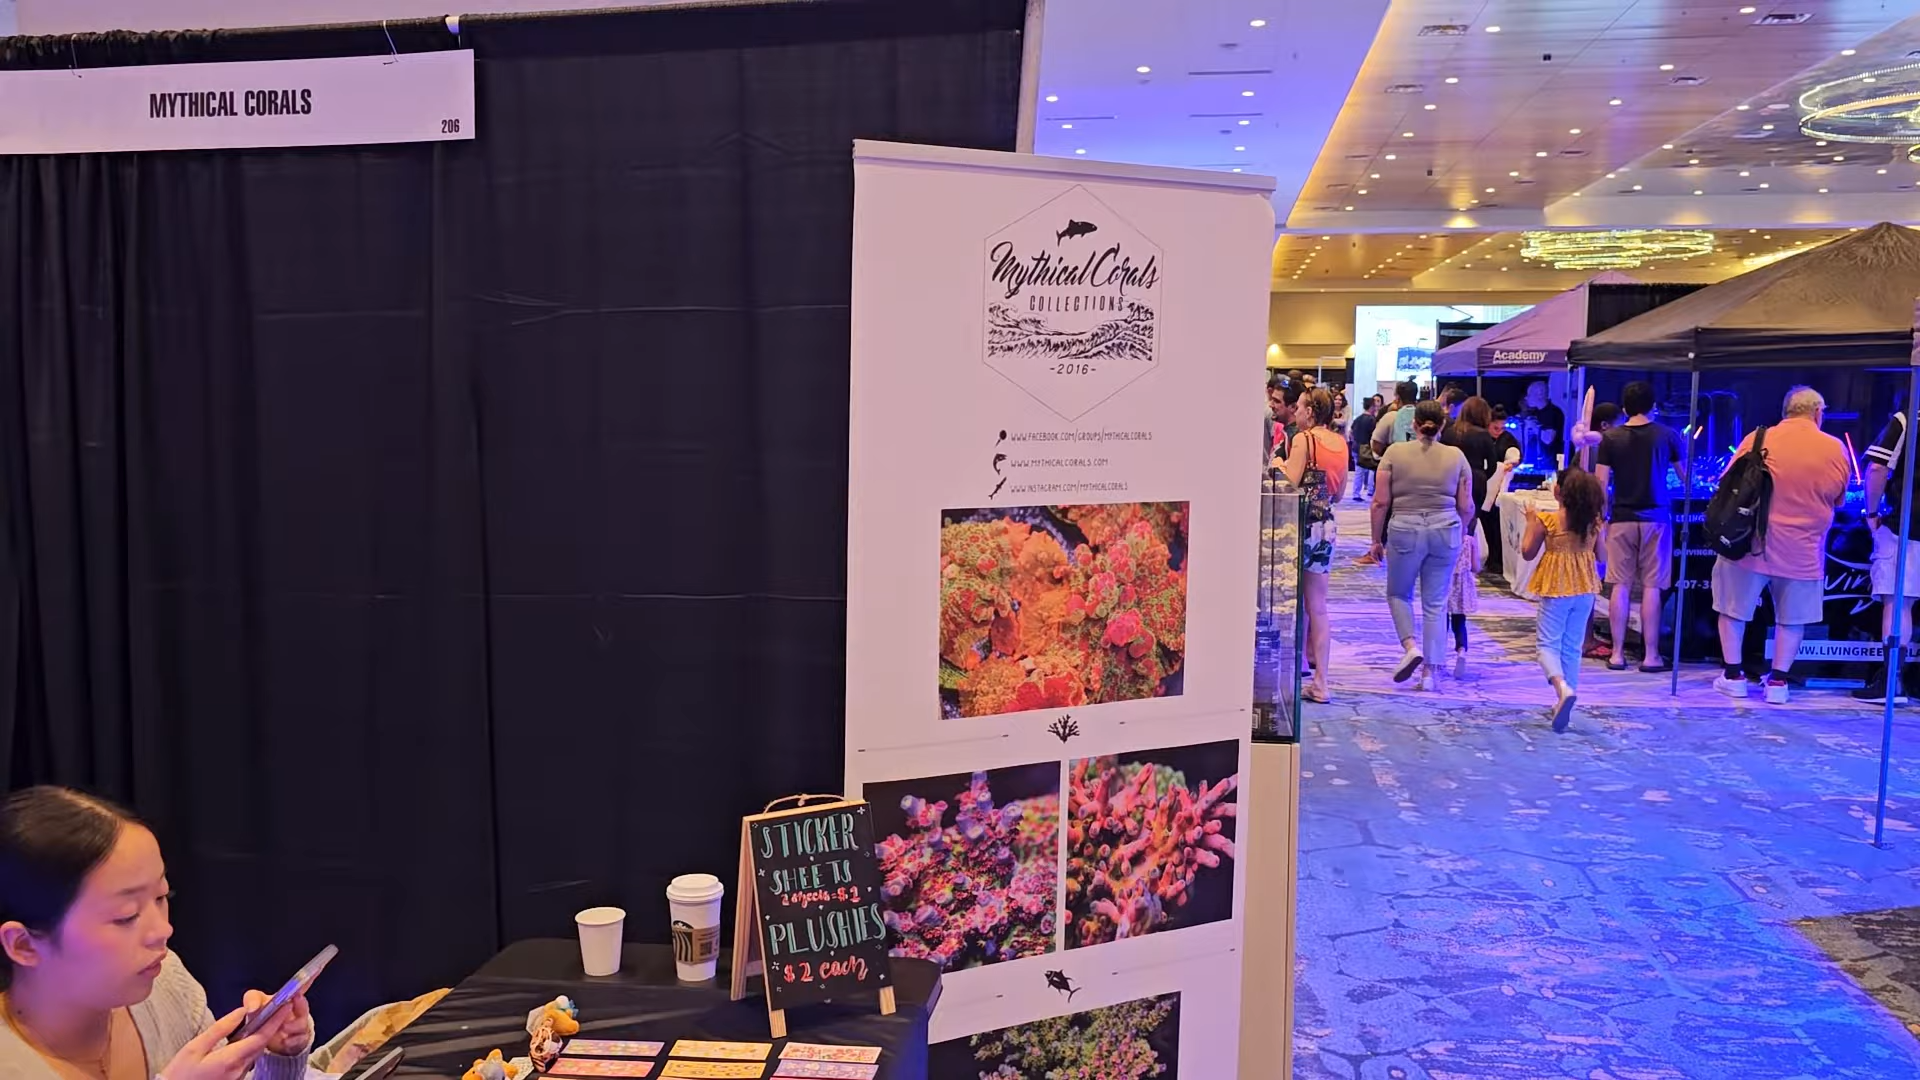 MYTHICAL CORALS
206
Mythical Corals
COLLECTIONS
-2016-
WWW.FACEBOOK.COM/GROUPS/MYTHICALCORALS
WWW.MYTHICALCORALS.COM
WWW.INSTAGRAM.COM/MYTHICALCORALS
STICKER
SHEETS
PLUSHIES
$2 each
Academy